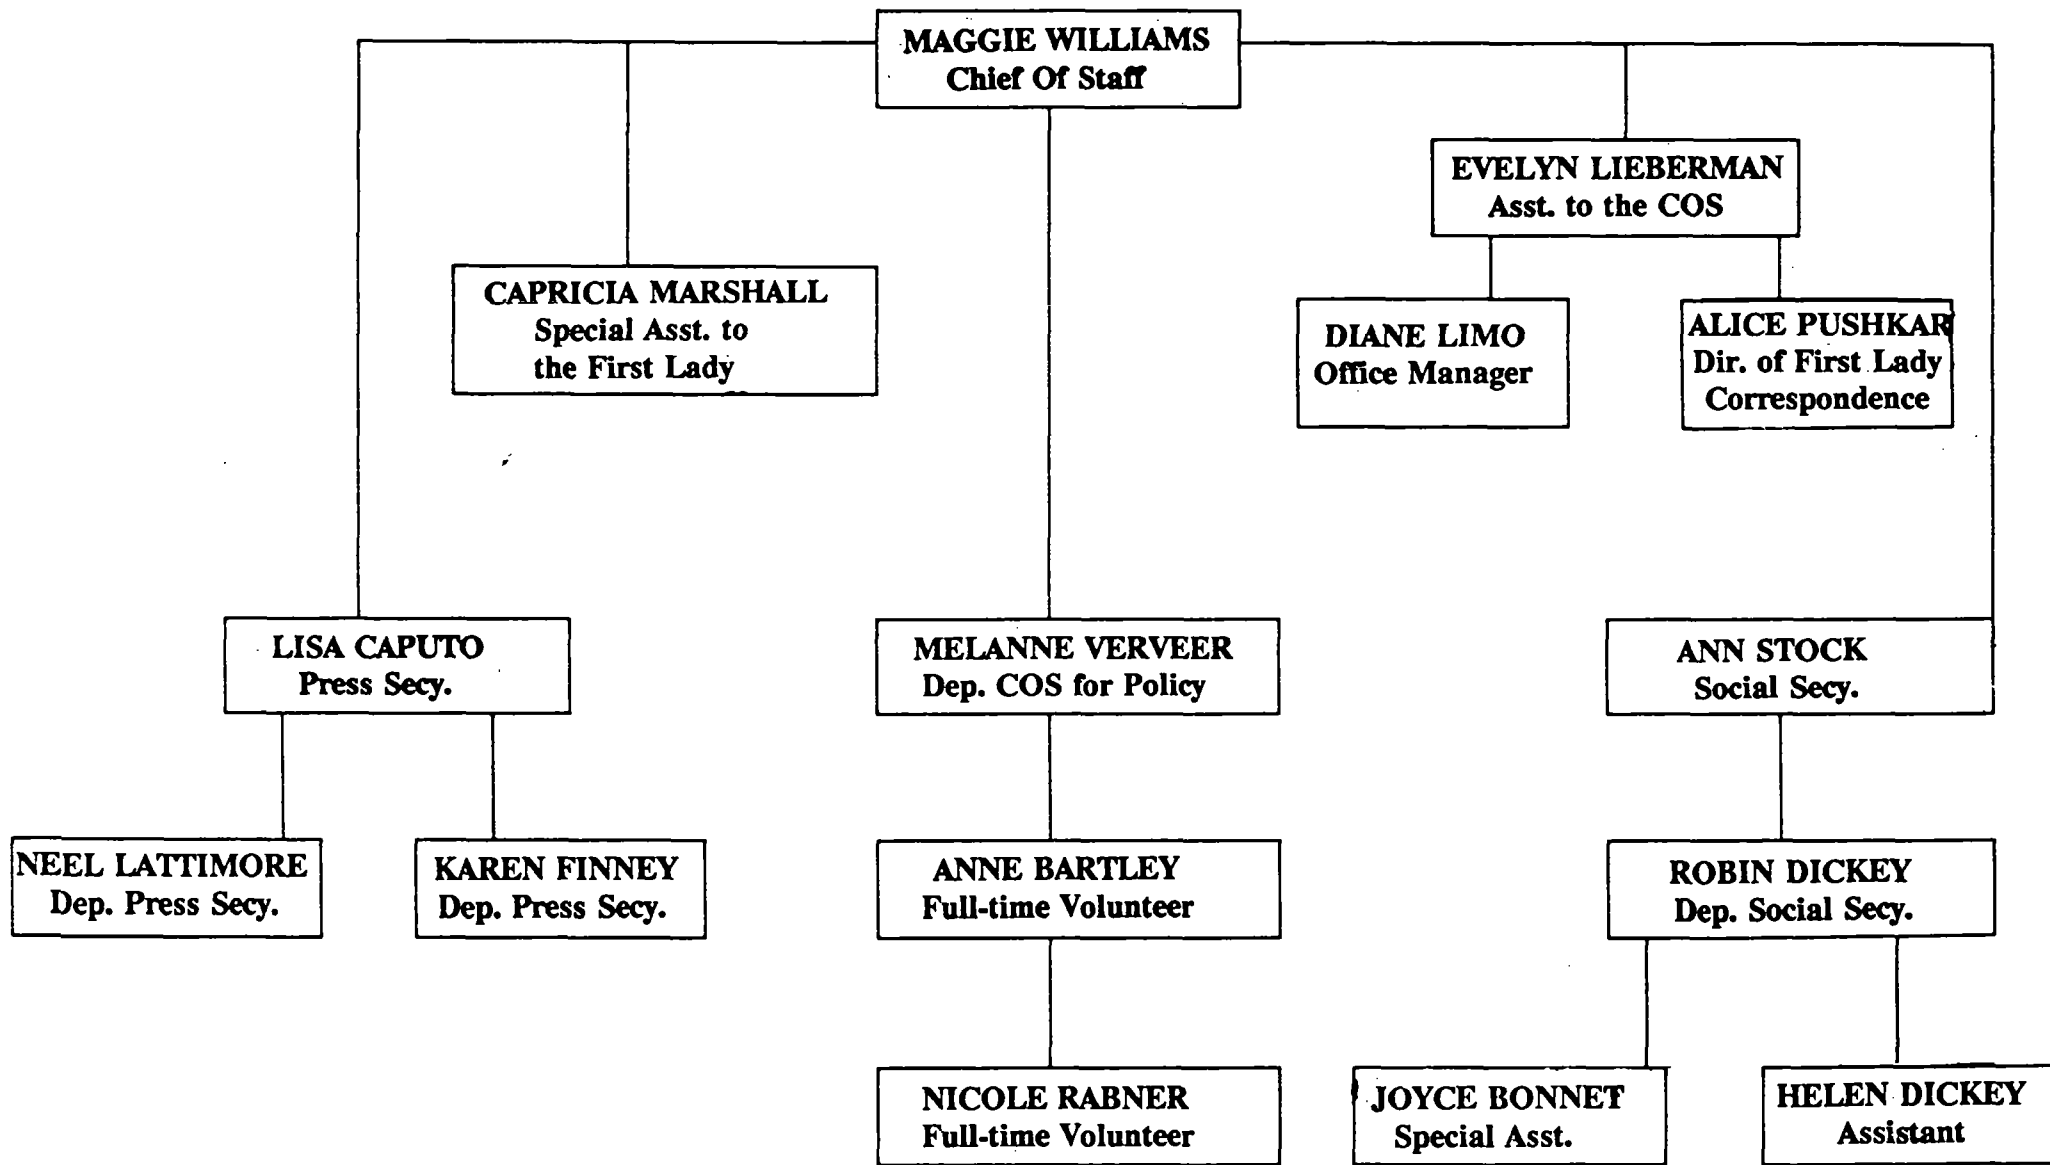 MAGGIE WILLIAMS
Chief Of Staff
EVELYN LIEBERMAN
Asst. to the COS
CAPRICIA MARSHALL
Special Asst. to
the First Lady
DIANE LIMO
Office Manager
ALICE PUSHKAR
Dir. of First Lady
Correspondence
LISA CAPUTO
Press Secy.
MELANNE VERVEER
Dep. COS for Policy
ANN STOCK
Social Secy.
NEEL LATTIMORE
Dep. Press Secy.
KAREN FINNEY
Dep. Press Secy.
ANNE BARTLEY
Full-time Volunteer
ROBIN DICKEY
Dep. Social Secy.
NICOLE RABNER
Full-time Volunteer
JOYCE BONNET
Special Asst.
HELEN DICKEY
Assistant